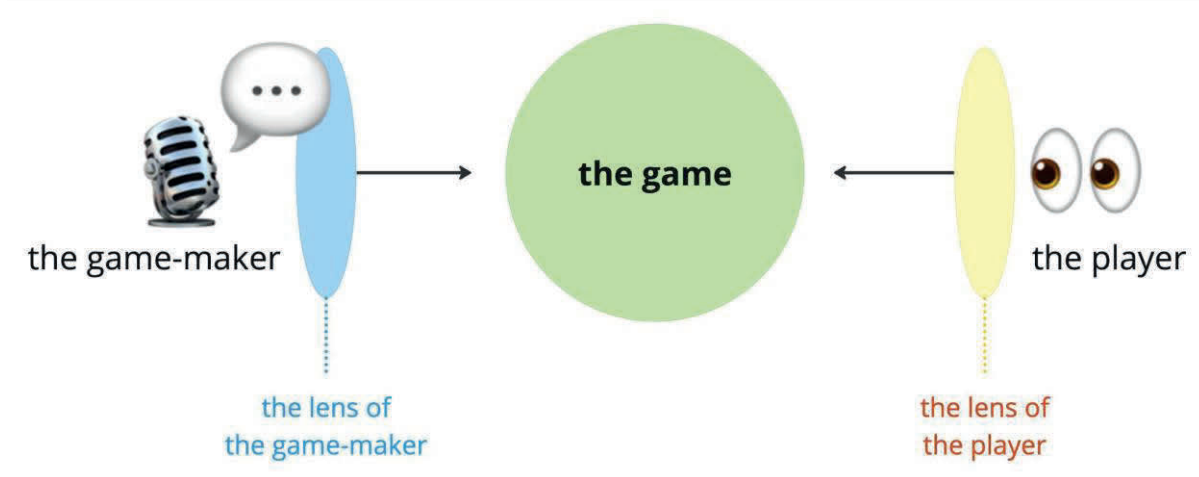 the game
the game-maker
the player
the lens of
the game-maker
the lens of
the player